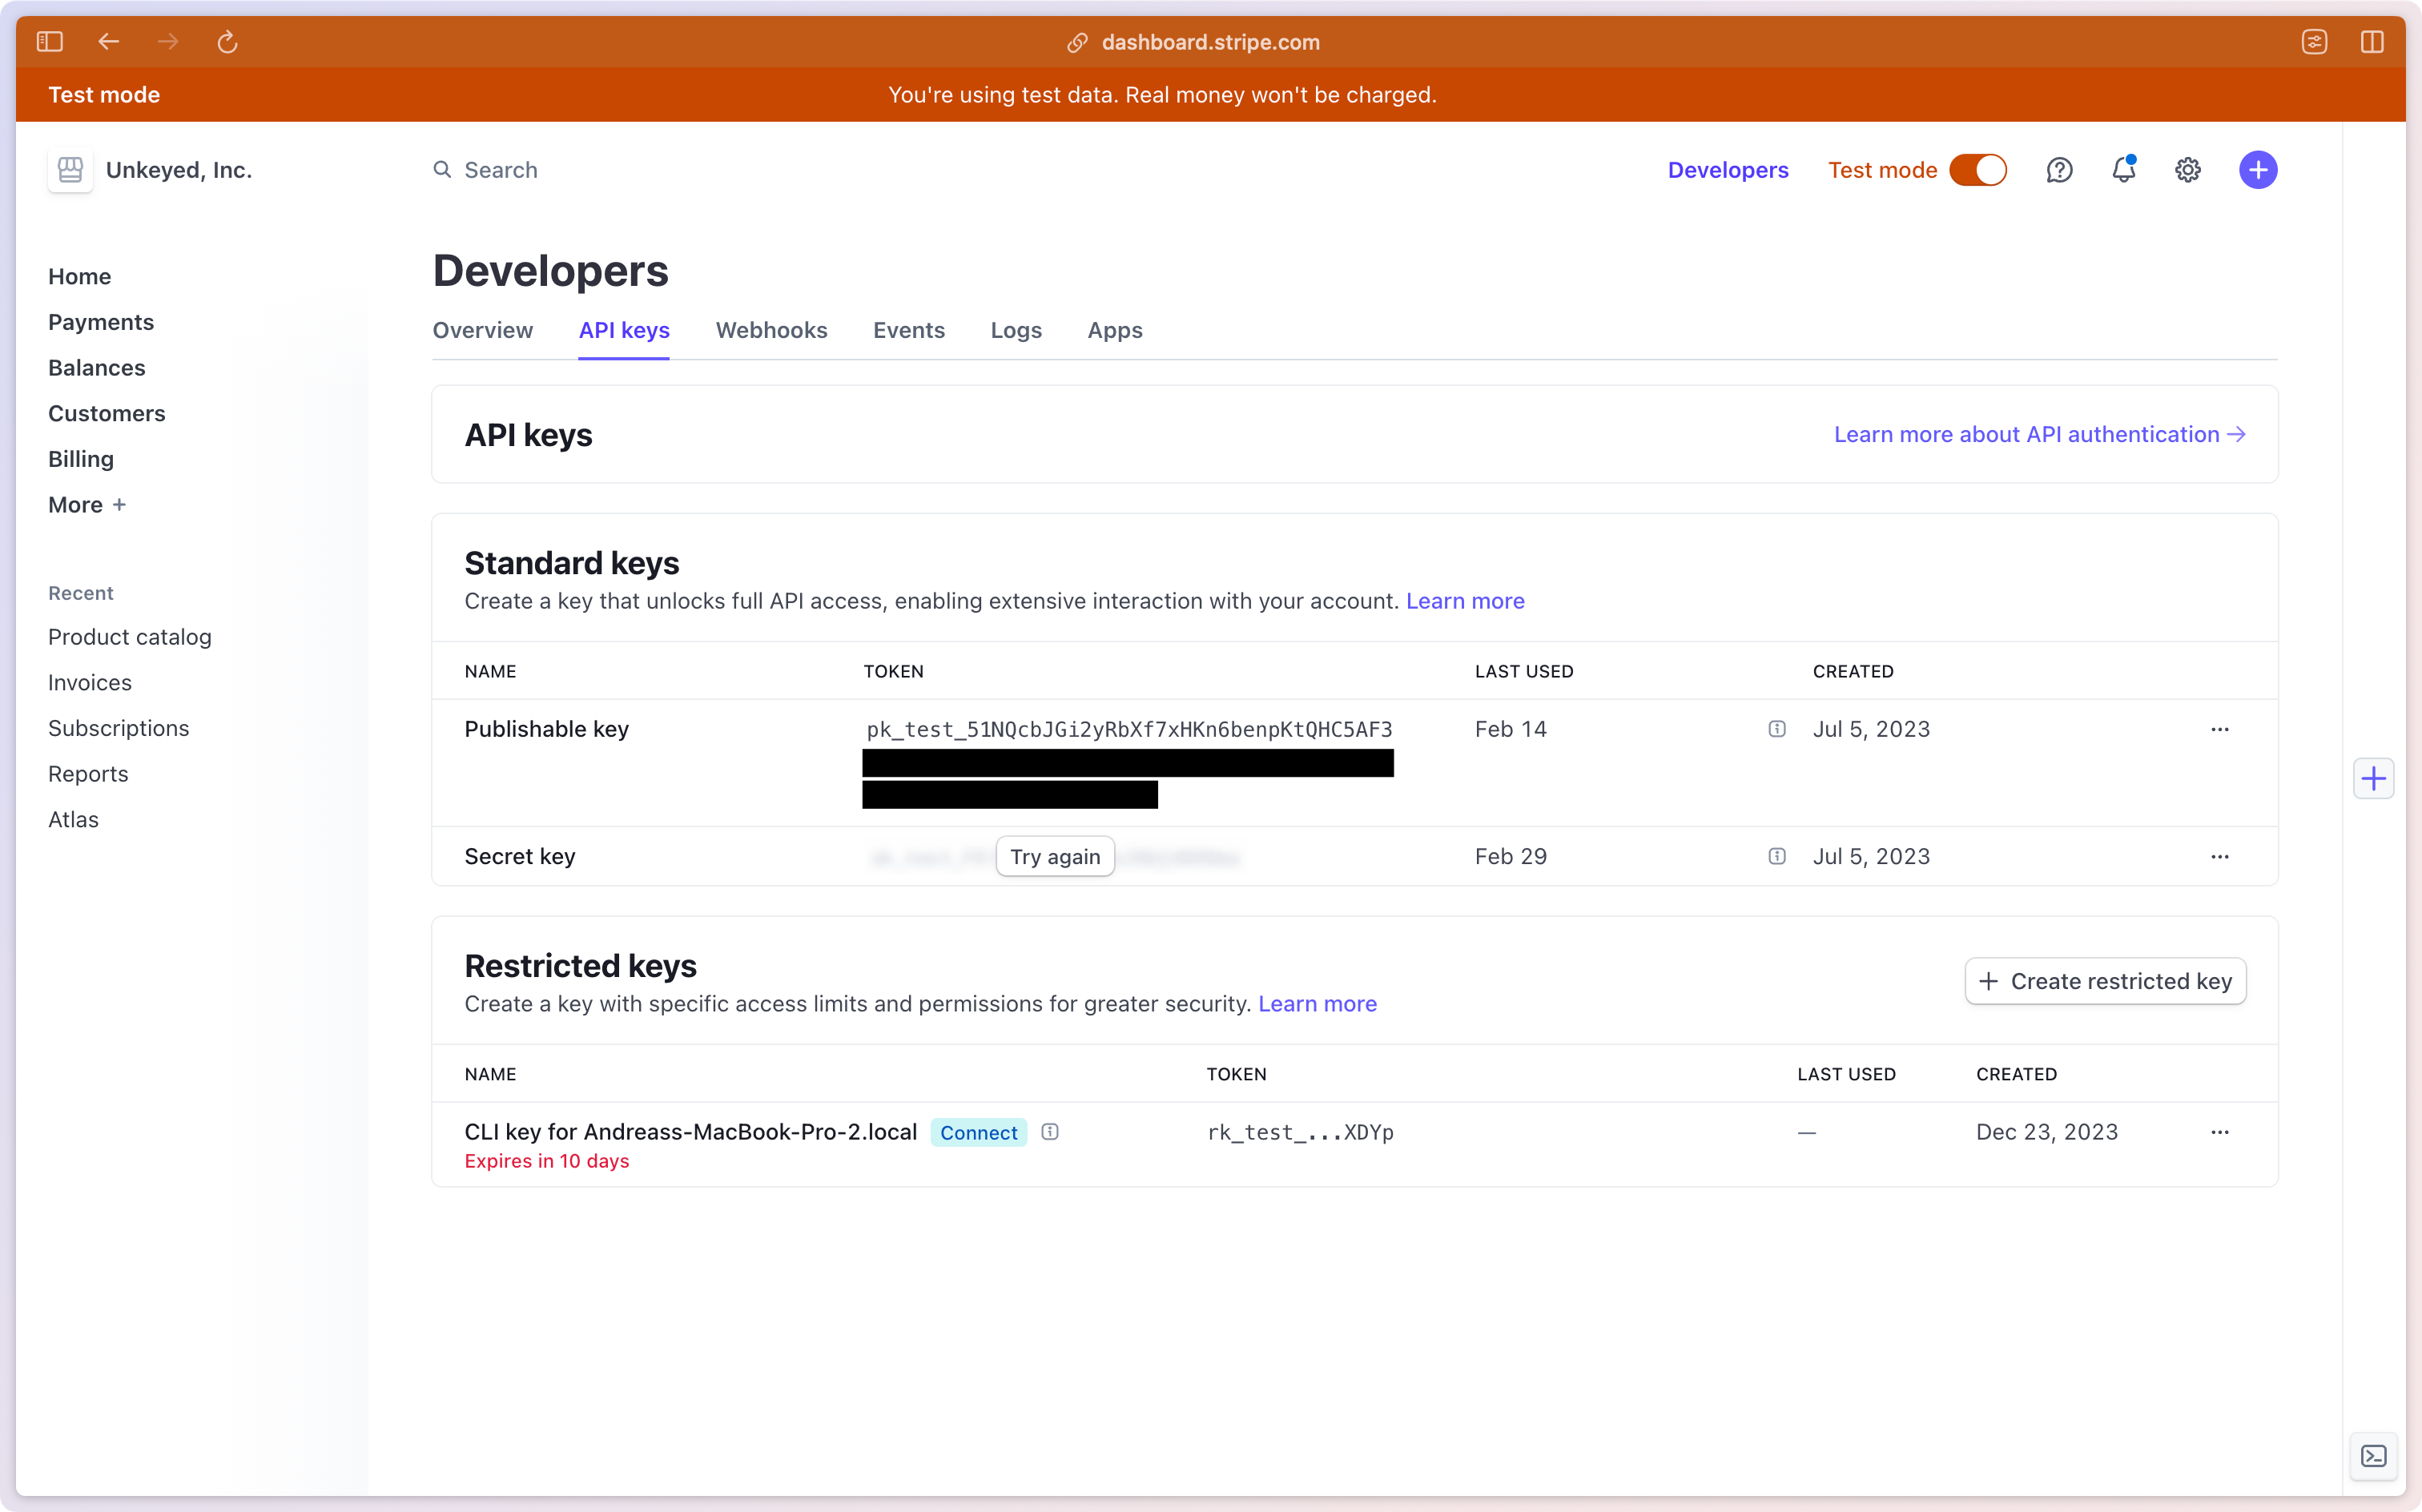 dashboard.stripe.com
Test mode
You're using test data. Real money won't be charged.
Unkeyed, Inc.
Search
Developers
Test mode
Home
Payments
Balances
Customers
Billing
More +
Recent
Product catalog
Invoices
Subscriptions
Reports
Atlas
Developers
Overview API keys Webhooks Events Logs Apps
API keys
Learn more about API authentication →
Standard keys
Create a key that unlocks full API access, enabling extensive interaction with your account. Learn more
NAME TOKEN LAST USED CREATED
Publishable key pk_test_51NQcbJGi2yRbXf7xHKn6benpKtQHC5AF3 Feb 14 Jul 5, 2023
Secret key Try again Feb 29 Jul 5, 2023
Restricted keys
Create a key with specific access limits and permissions for greater security. Learn more
+ Create restricted key
NAME TOKEN LAST USED CREATED
CLI key for Andreass-MacBook-Pro-2.local Connect rk_test_...XDYp — Dec 23, 2023
Expires in 10 days